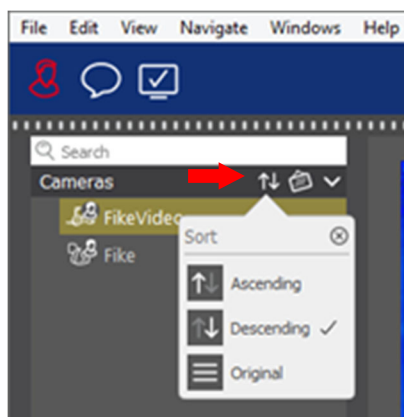 File Edit View Navigate Windows Help
Search
Cameras
FikeVideo
Fike
Sort
Ascending
Descending
Original